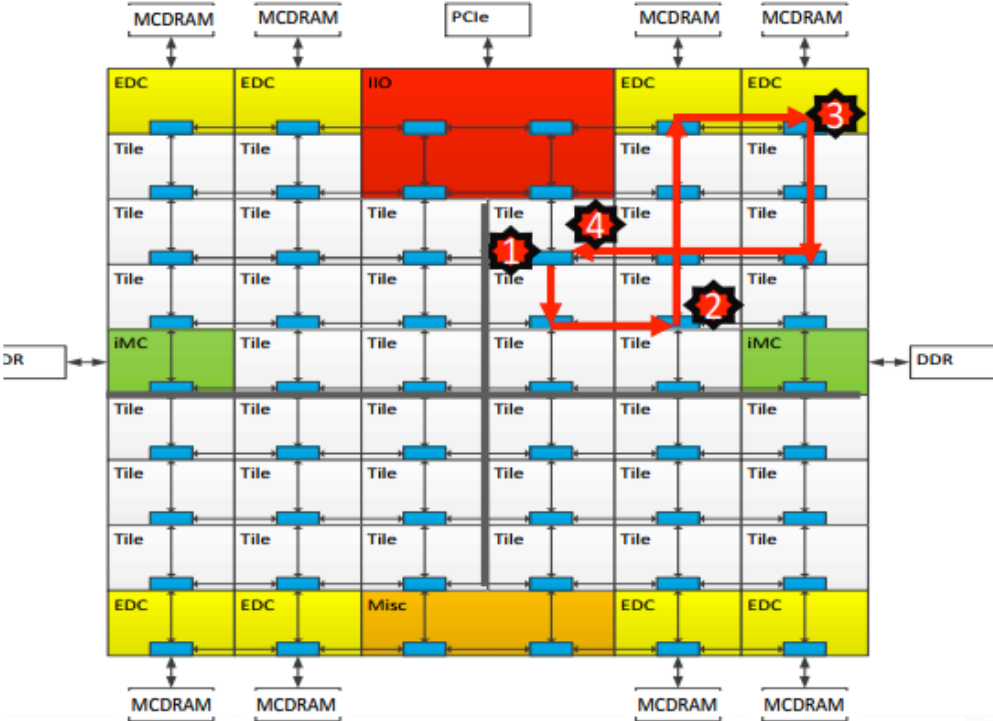 MCDRAM MCDRAM PCIe MCDRAM MCDRAM
EDC EDC IIO EDC EDC
3
Tile Tile Tile Tile
Tile Tile Tile Tile Tile Tile
4
1
Tile Tile Tile Tile Tile Tile
2
iMC Tile Tile Tile Tile iMC
DR DDR
Tile Tile Tile Tile Tile Tile
Tile Tile Tile Tile Tile Tile
Tile Tile Tile Tile Tile Tile
EDC EDC Misc EDC EDC
MCDRAM MCDRAM MCDRAM MCDRAM